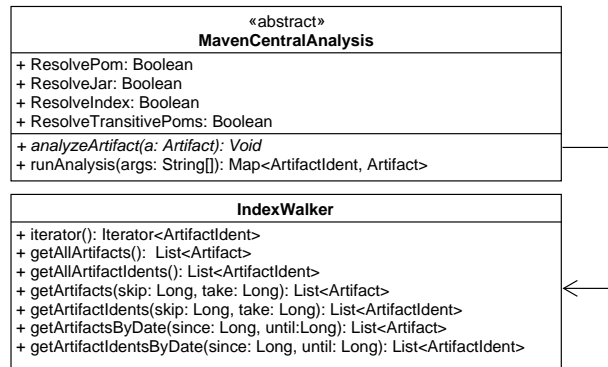 «abstract»
MavenCentralAnalysis
+ ResolvePom: Boolean
+ ResolveJar: Boolean
+ ResolveIndex: Boolean
+ ResolveTransitivePoms: Boolean
+ analyzeArtifact(a: Artifact): Void
+ runAnalysis(args: String[]): Map<ArtifactIdent, Artifact>
IndexWalker
+ iterator(): Iterator<ArtifactIdent>
+ getAllArtifacts(): List<Artifact>
+ getAllArtifactIdents(): List<ArtifactIdent>
+ getArtifacts(skip: Long, take: Long): List<Artifact>
+ getArtifactIdents(skip: Long, take: Long): List<ArtifactIdent>
+ getArtifactsByDate(since: Long, until:Long): List<Artifact>
+ getArtifactIdentsByDate(since: Long, until: Long): List<ArtifactIdent>